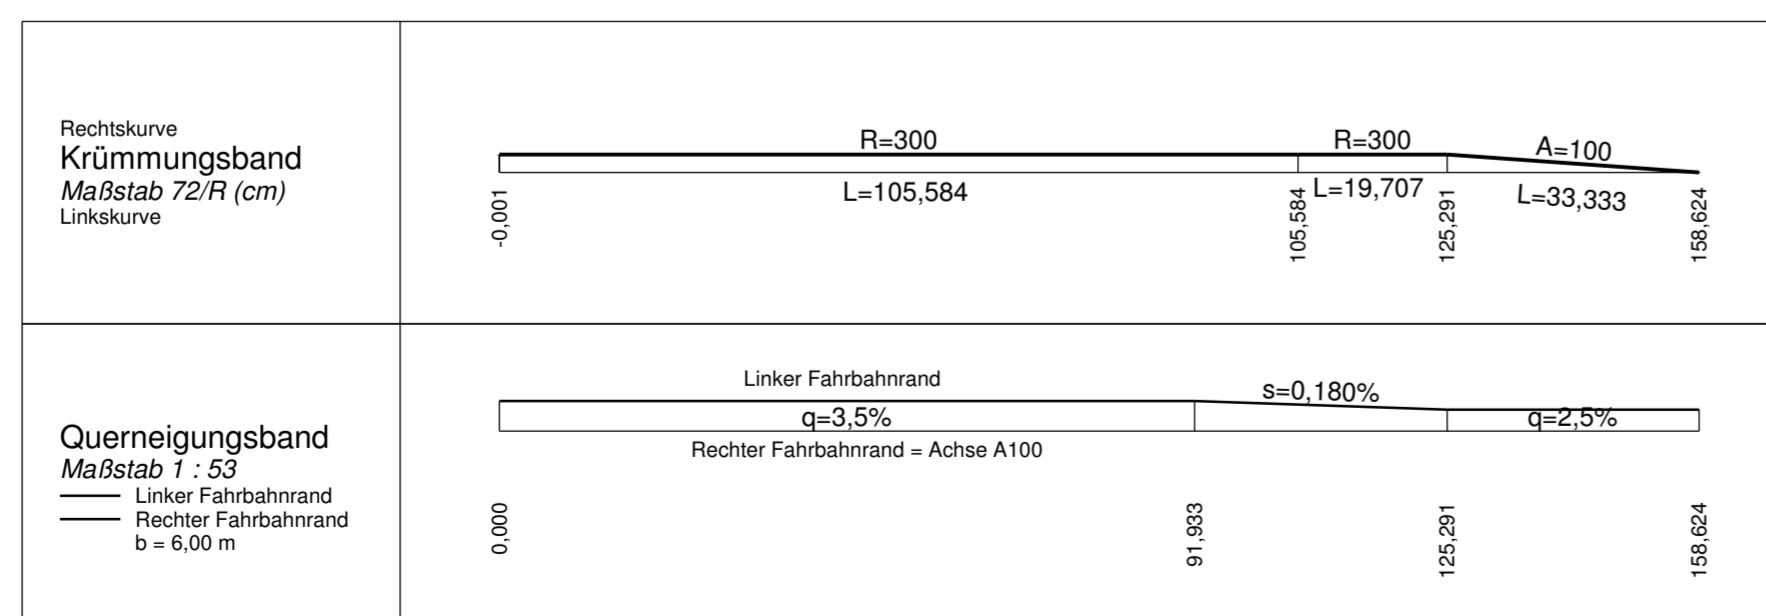 Rechtskurve
Krümmungsband
Maßstab 72/R (cm)
Linkskurve
R=300
R=300
A=100
L=105,584
L=19,707
L=33,333
-0,001
105,584
125,291
158,624
Querneigungsband
Maßstab 1 : 53
Linker Fahrbahnrand
Rechter Fahrbahnrand
b = 6,00 m
Linker Fahrbahnrand
s=0,180%
q=3,5%
q=2,5%
Rechter Fahrbahnrand = Achse A100
0,000
91,933
125,291
158,624